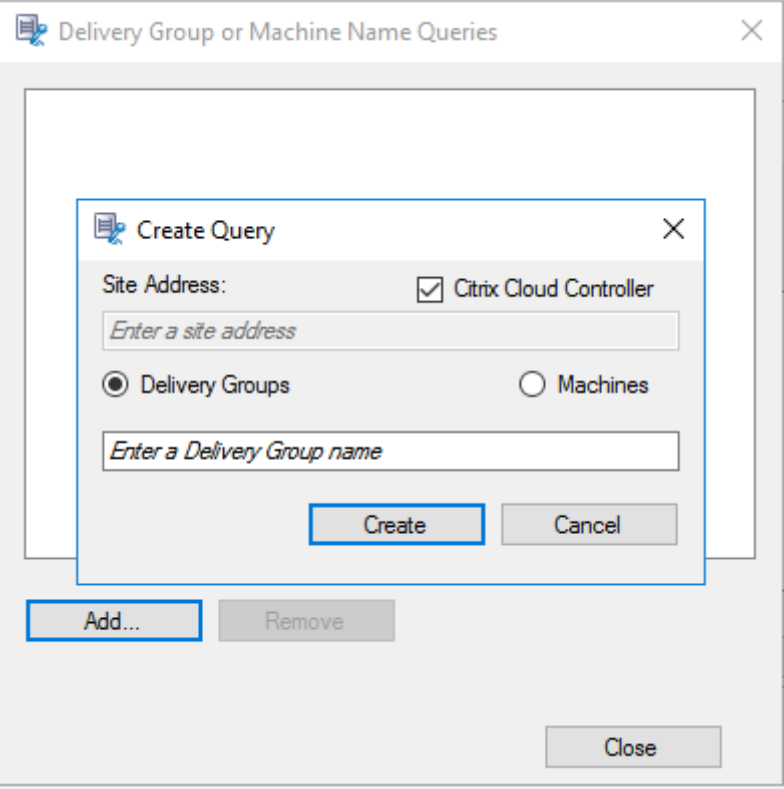 Delivery Group or Machine Name Queries
Create Query
Site Address:
Citrix Cloud Controller
Enter a site address
Delivery Groups
Machines
Enter a Delivery Group name
Create
Cancel
Add...
Remove
Close